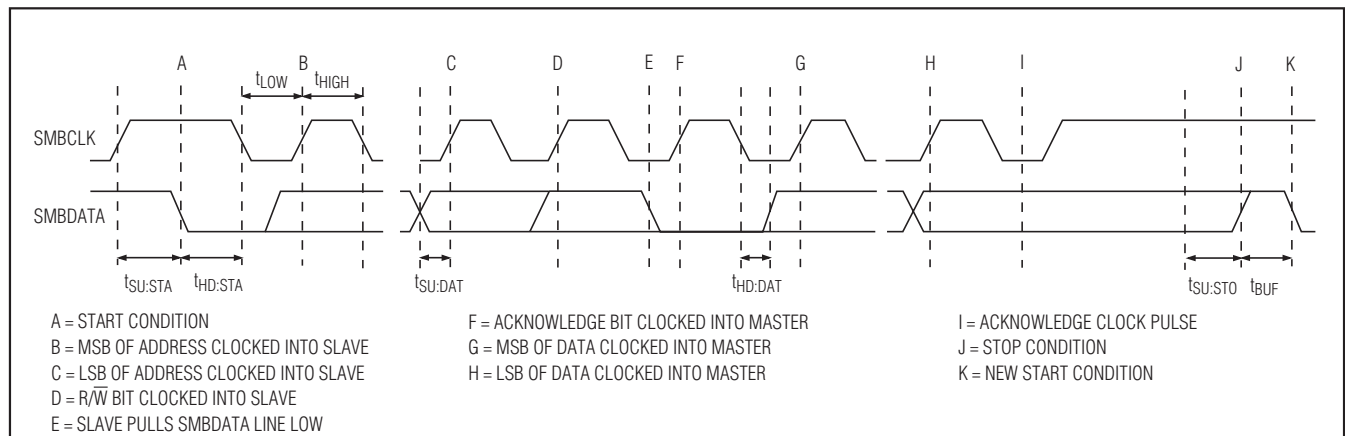 A B C D E F G H I J K
tLOW tHIGH
SMBCLK
SMBDATA
tSU:STA tHD:STA tSU:DAT tHD:DAT tSU:STO tBUF
A = START CONDITION
B = MSB OF ADDRESS CLOCKED INTO SLAVE
C = LSB OF ADDRESS CLOCKED INTO SLAVE
D = R/W̅ BIT CLOCKED INTO SLAVE
E = SLAVE PULLS SMBDATA LINE LOW
F = ACKNOWLEDGE BIT CLOCKED INTO MASTER
G = MSB OF DATA CLOCKED INTO MASTER
H = LSB OF DATA CLOCKED INTO MASTER
I = ACKNOWLEDGE CLOCK PULSE
J = STOP CONDITION
K = NEW START CONDITION